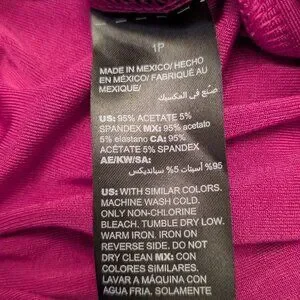 1P
MADE IN MEXICO/ HECHO
EN MÉXICO/ FABRIQUÉ AU
MEXIQUE/
صنع في المكسيك
US: 95% ACETATE 5%
SPANDEX MX: 95% acetato
5% elastano CA: 95%
ACÉTATE 5% SPANDEX
AE/KW/SA:
95% أسيتات 5% سباندیكس
US: WITH SIMILAR COLORS.
MACHINE WASH COLD.
ONLY NON-CHLORINE
BLEACH. TUMBLE DRY LOW.
WARM IRON. IRON ON
REVERSE SIDE. DO NOT
DRY CLEAN MX: CON
COLORES SIMILARES.
LAVAR A MÁQUINA CON
AGUA FRIA. SOLAMENTE